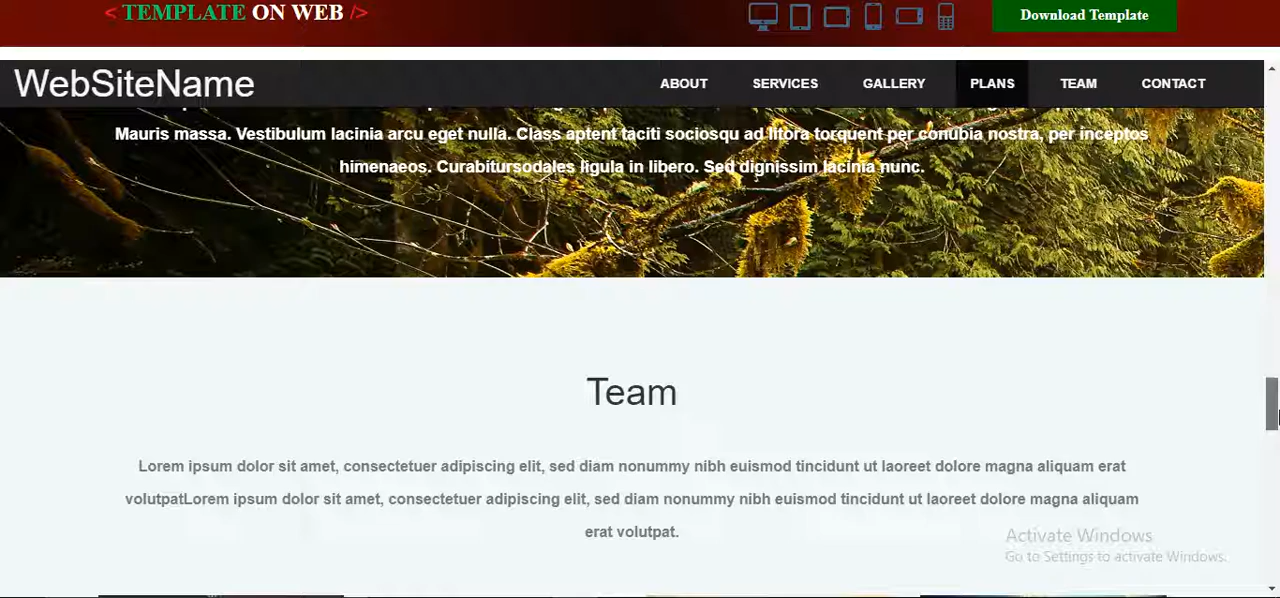 < TEMPLATE ON WEB />
Download Template
WebSiteName
ABOUT SERVICES GALLERY PLANS TEAM CONTACT
Mauris massa. Vestibulum lacinia arcu eget nulla. Class aptent taciti sociosqu ad litora torquent per conubia nostra, per inceptos
himenaeos. Curabitursodales ligula in libero. Sed dignissim lacinia nunc.
Team
Lorem ipsum dolor sit amet, consectetuer adipiscing elit, sed diam nonummy nibh euismod tincidunt ut laoreet dolore magna aliquam erat
volutpatLorem ipsum dolor sit amet, consectetuer adipiscing elit, sed diam nonummy nibh euismod tincidunt ut laoreet dolore magna aliquam
erat volutpat.
Activate Windows
Go to Settings to activate Windows.